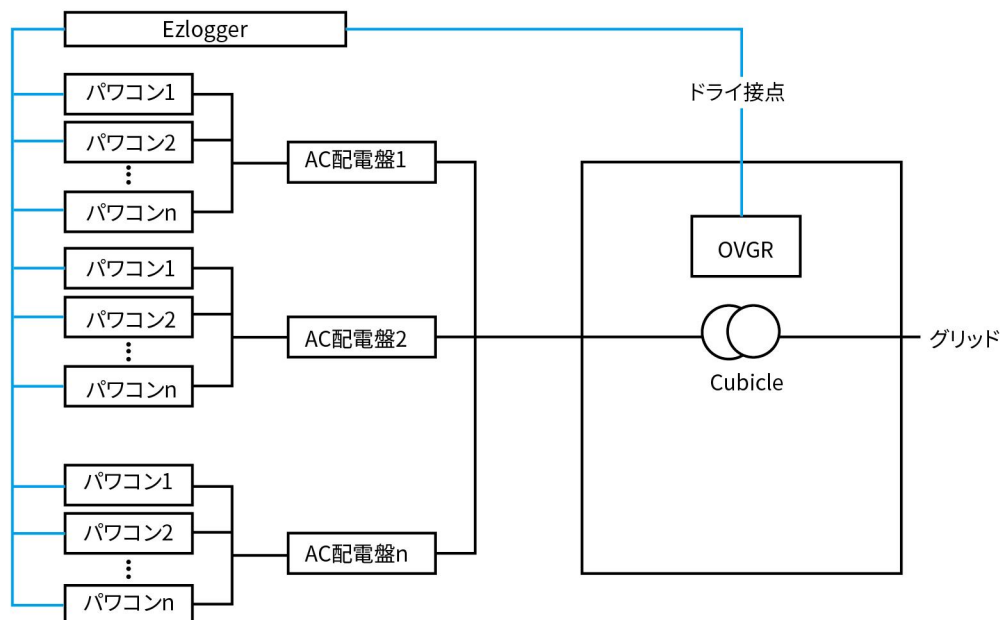 Ezlogger
ドライ接点
パワコン1
パワコン2
パワコンn
AC配電盤1
パワコン1
パワコン2
パワコンn
AC配電盤2
パワコン1
パワコン2
パワコンn
AC配電盤n
OVGR
Cubicle
グリッド